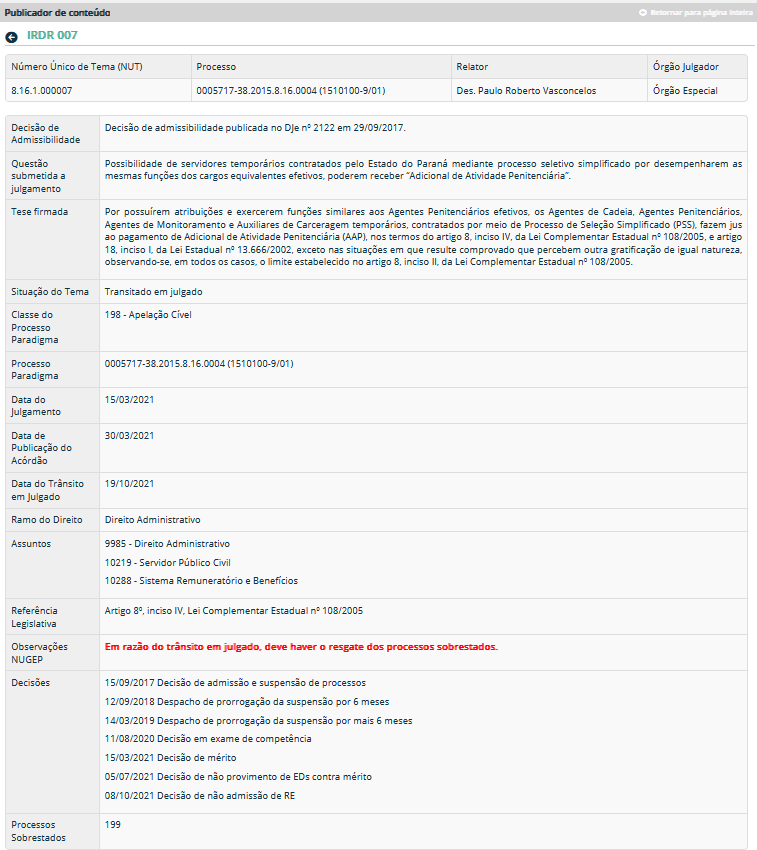 Publicador de conteúdo
Retornar para página inteira
IRDR 007
Número Único de Tema (NUT) Processo Relator Órgão Julgador
8.16.1.000007 0005717-38.2015.8.16.0004 (1510100-9/01) Des. Paulo Roberto Vasconcelos Órgão Especial
Decisão de
Admissibilidade
Decisão de admissibilidade publicada no DJe nº 2122 em 29/09/2017.
Questão
submetida a
julgamento
Possibilidade de servidores temporários contratados pelo Estado do Paraná mediante processo seletivo simplificado por desempenharem as
mesmas funções dos cargos equivalentes efetivos, poderem receber “Adicional de Atividade Penitenciária”.
Tese firmada
Por possuírem atribuições e exercerem funções similares aos Agentes Penitenciários efetivos, os Agentes de Cadeia, Agentes Penitenciários,
Agentes de Monitoramento e Auxiliares de Carceragem temporários, contratados por meio de Processo de Seleção Simplificado (PSS), fazem jus
ao pagamento de Adicional de Atividade Penitenciária (AAP), nos termos do artigo 8, inciso IV, da Lei Complementar Estadual nº 108/2005, e artigo
18, inciso I, da Lei Estadual nº 13.666/2002, exceto nas situações em que resulte comprovado que percebem outra gratificação de igual natureza,
observando-se, em todos os casos, o limite estabelecido no artigo 8, inciso II, da Lei Complementar Estadual nº 108/2005.
Situação do Tema
Transitado em julgado
Classe do
Processo
Paradigma
198 - Apelação Cível
Processo
Paradigma
0005717-38.2015.8.16.0004 (1510100-9/01)
Data do
Julgamento
15/03/2021
Data de
Publicação do
Acórdão
30/03/2021
Data do Trânsito
em Julgado
19/10/2021
Ramo do Direito
Direito Administrativo
Assuntos
9985 - Direito Administrativo
10219 - Servidor Público Civil
10288 - Sistema Remuneratório e Benefícios
Referência
Legislativa
Artigo 8º, inciso IV, Lei Complementar Estadual nº 108/2005
Observações
NUGEP
Em razão do trânsito em julgado, deve haver o resgate dos processos sobrestados.
Decisões
15/09/2017 Decisão de admissão e suspensão de processos
12/09/2018 Despacho de prorrogação da suspensão por 6 meses
14/03/2019 Despacho de prorrogação da suspensão por mais 6 meses
11/08/2020 Decisão em exame de competência
15/03/2021 Decisão de mérito
05/07/2021 Decisão de não provimento de EDs contra mérito
08/10/2021 Decisão de não admissão de RE
Processos
Sobrestados
199